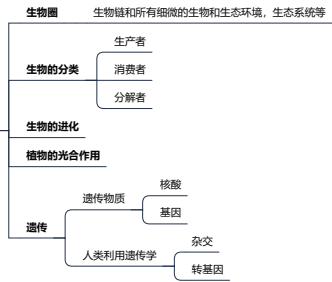 生物圈 生物链和所有细微的生物和生态环境，生态系统等
生物的分类
生产者
消费者
分解者
生物的进化
植物的光合作用
遗传
遗传物质
核酸
基因
人类利用遗传学
杂交
转基因